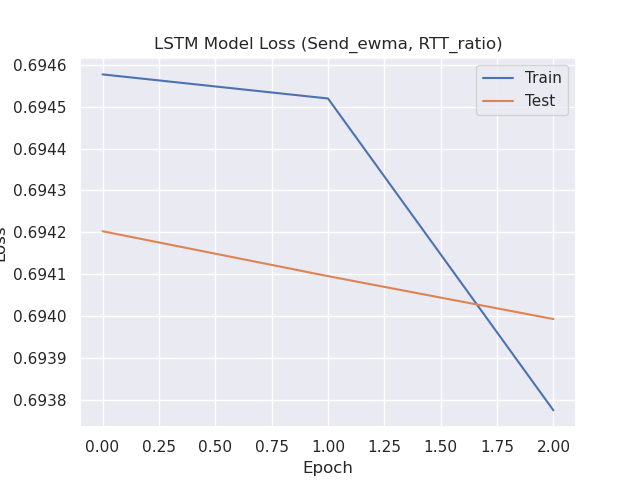 LSTM Model Loss (Send_ewma, RTT_ratio)
Train
Test
0.6946
0.6945
0.6944
0.6943
0.6942
0.6941
0.6940
0.6939
0.6938
Loss
0.00 0.25 0.50 0.75 1.00 1.25 1.50 1.75 2.00
Epoch